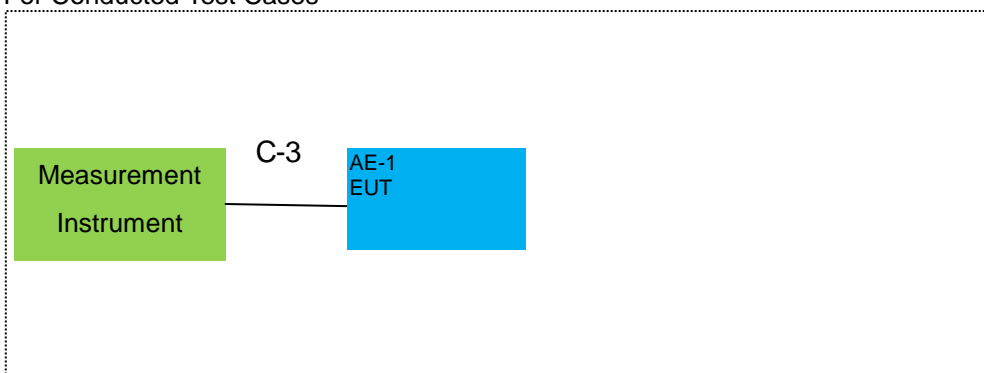 For Conducted Test Cases
C-3
Measurement
Instrument
AE-1
EUT